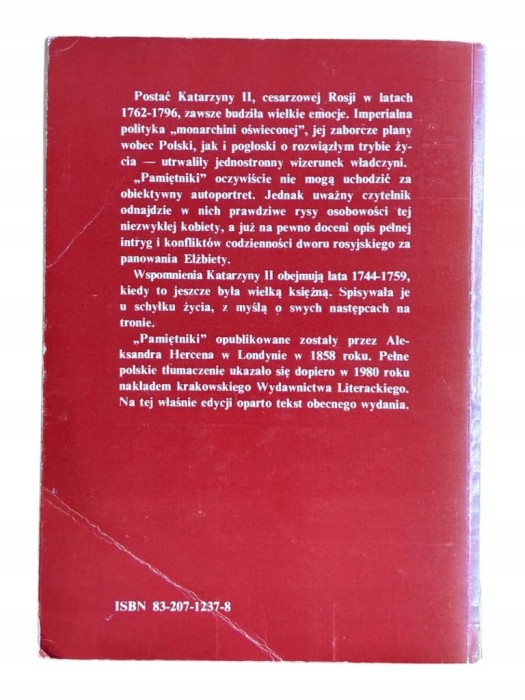 Postać Katarzyny II, cesarzowej Rosji w latach
1762-1796, zawsze budziła wielkie emocje. Imperialna
polityka „monarchini oświeconej”, jej zaborcze plany
wobec Polski, jak i pogłoski o rozwiązłym trybie ży-
cia — utrwaliły jednostronny wizerunek władczyni.
„Pamiętniki” oczywiście nie mogą uchodzić za
obiektywny autoportret. Jednak uważny czytelnik
odnajdzie w nich prawdziwe rysy osobowości tej
niezwykłej kobiety, a już na pewno doceni opis pełnej
intryg i konfliktów codzienności dworu rosyjskiego za
panowania Elżbiety.
Wspomnienia Katarzyny II obejmują lata 1744-1759,
kiedy to jeszcze była wielką księżną. Spisywała je
u schyłku życia, z myślą o swych następcach na
tronie.
„Pamiętniki” opublikowane zostały przez Ale-
ksandra Hercena w Londynie w 1858 roku. Pełne
polskie tłumaczenie ukazało się dopiero w 1980 roku
nakładem krakowskiego Wydawnictwa Literackiego.
Na tej właśnie edycji oparto tekst obecnego wydania.
ISBN 83-207-1237-8